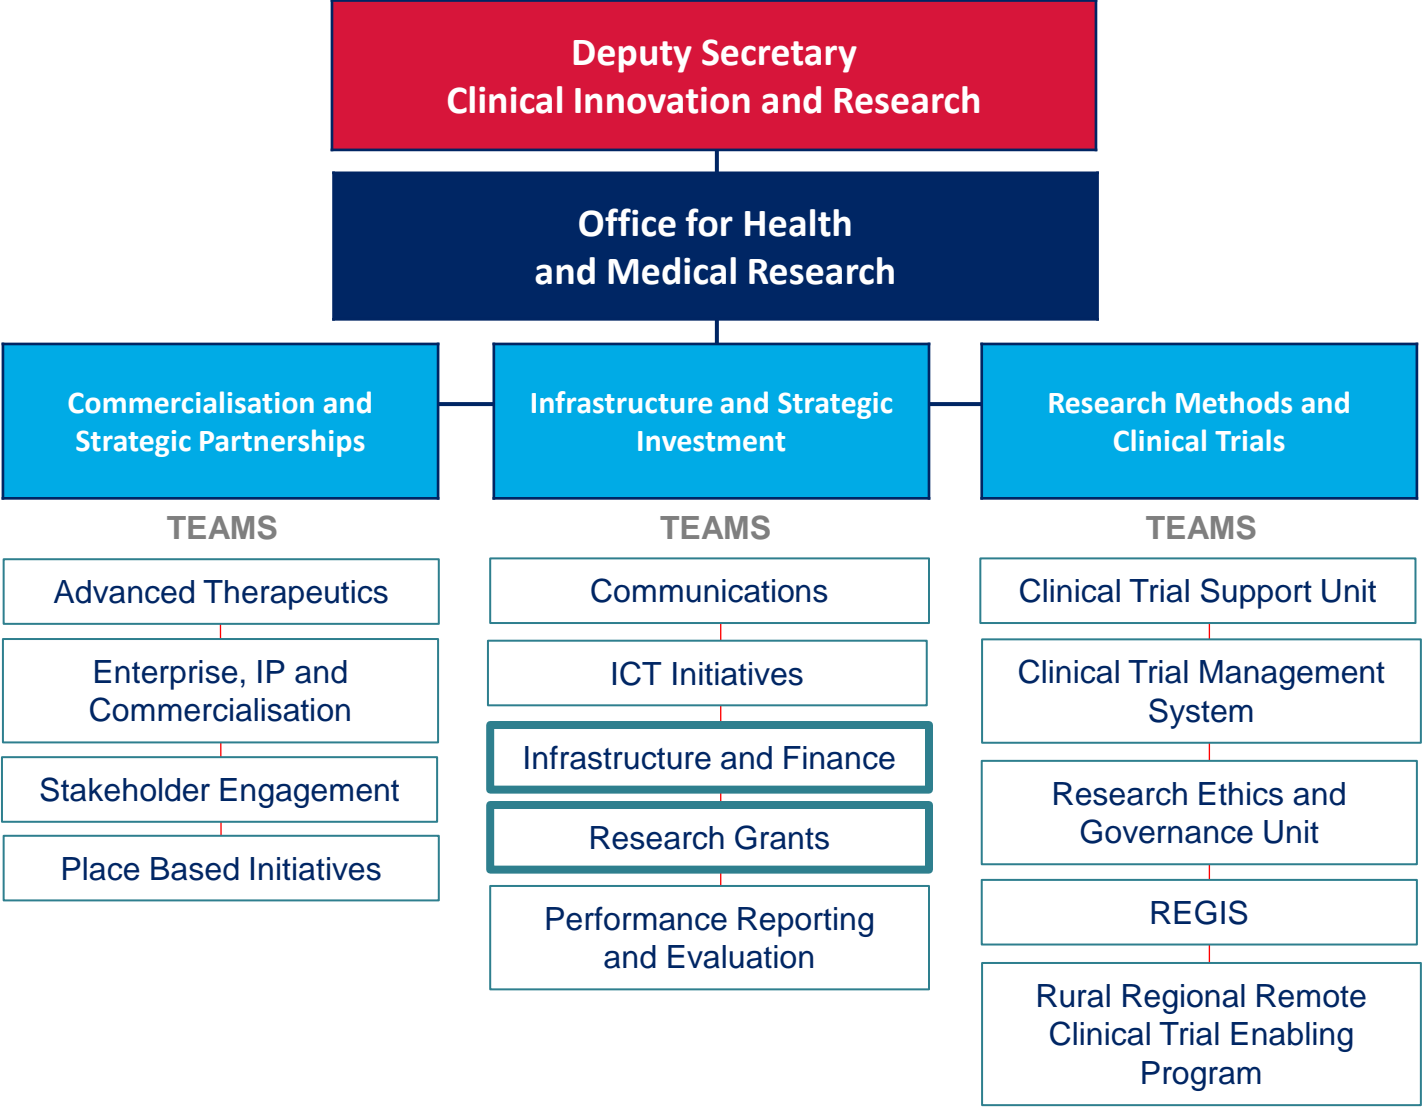 Deputy Secretary
Clinical Innovation and Research
Office for Health
and Medical Research
Commercialisation and
Strategic Partnerships
TEAMS
Advanced Therapeutics
Enterprise, IP and
Commercialisation
Stakeholder Engagement
Place Based Initiatives
Infrastructure and Strategic
Investment
TEAMS
Communications
ICT Initiatives
Infrastructure and Finance
Research Grants
Performance Reporting
and Evaluation
Research Methods and
Clinical Trials
TEAMS
Clinical Trial Support Unit
Clinical Trial Management
System
Research Ethics and
Governance Unit
REGIS
Rural Regional Remote
Clinical Trial Enabling
Program